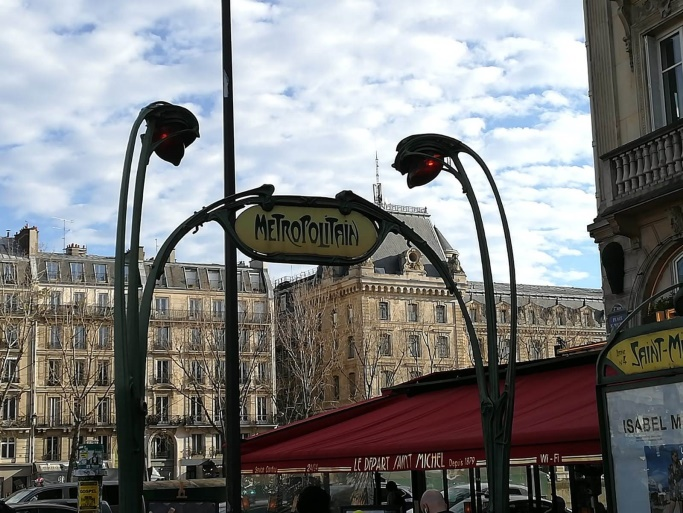 METROPOLITAIN
SAINT-M
ISABEL M
LE DEPART SAINT MICHEL
Depuis 1879
WI-FI